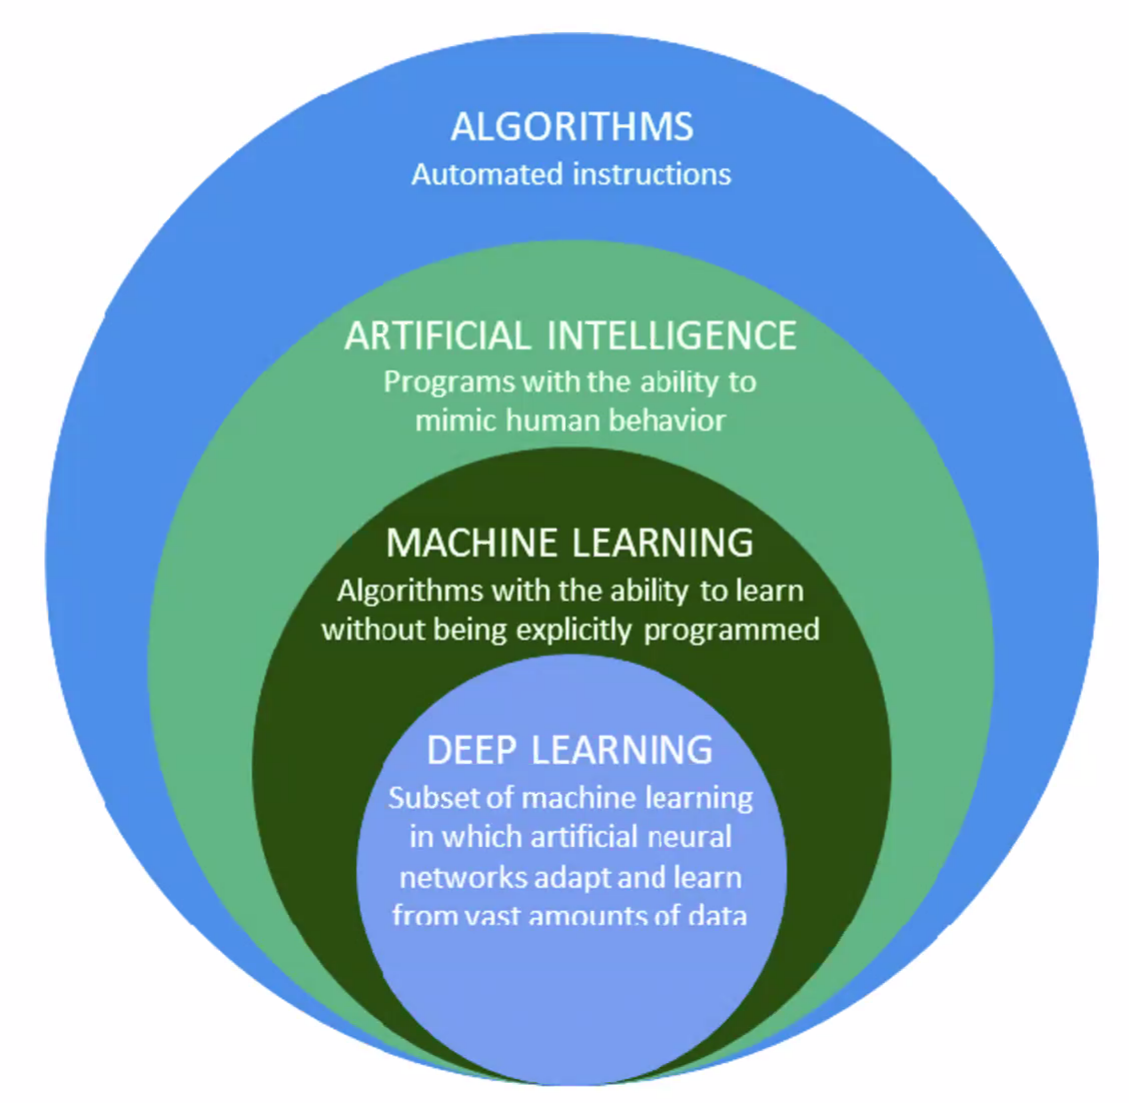 ALGORITHMS
Automated instructions
ARTIFICIAL INTELLIGENCE
Programs with the ability to
mimic human behavior
MACHINE LEARNING
Algorithms with the ability to learn
without being explicitly programmed
DEEP LEARNING
Subset of machine learning
in which artificial neural
networks adapt and learn
from vast amounts of data